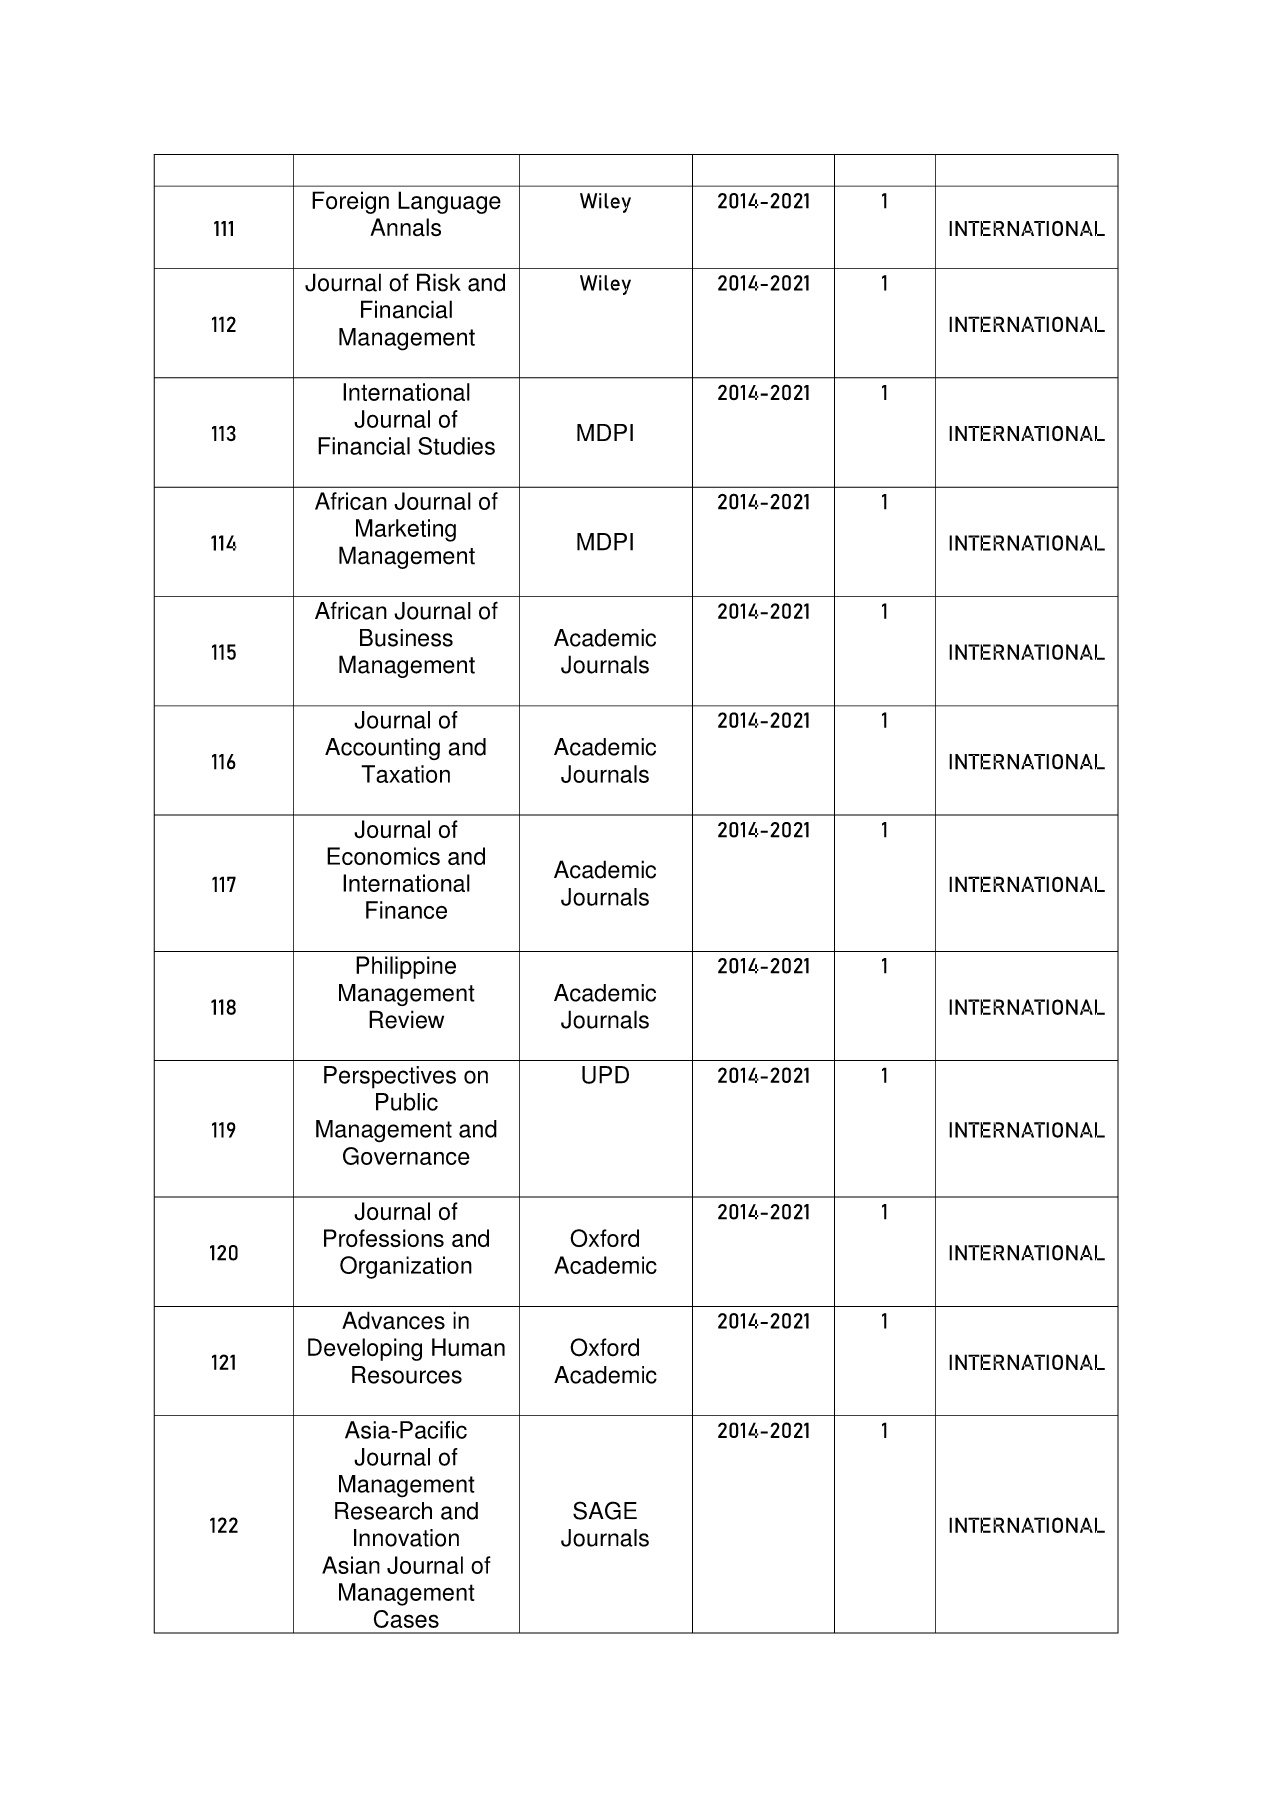 111
Foreign Language
Annals
Wiley
2014-2021
1
INTERNATIONAL
112
Journal of Risk and
Financial
Management
Wiley
2014-2021
1
INTERNATIONAL
113
International
Journal of
Financial Studies
MDPI
2014-2021
1
INTERNATIONAL
114
African Journal of
Marketing
Management
MDPI
2014-2021
1
INTERNATIONAL
115
African Journal of
Business
Management
Academic
Journals
2014-2021
1
INTERNATIONAL
116
Journal of
Accounting and
Taxation
Academic
Journals
2014-2021
1
INTERNATIONAL
117
Journal of
Economics and
International
Finance
Academic
Journals
2014-2021
1
INTERNATIONAL
118
Philippine
Management
Review
Academic
Journals
2014-2021
1
INTERNATIONAL
119
Perspectives on
Public
Management and
Governance
UPD
2014-2021
1
INTERNATIONAL
120
Journal of
Professions and
Organization
Oxford
Academic
2014-2021
1
INTERNATIONAL
121
Advances in
Developing Human
Resources
Oxford
Academic
2014-2021
1
INTERNATIONAL
122
Asia-Pacific
Journal of
Management
Research and
Innovation
Asian Journal of
Management
Cases
SAGE
Journals
2014-2021
1
INTERNATIONAL